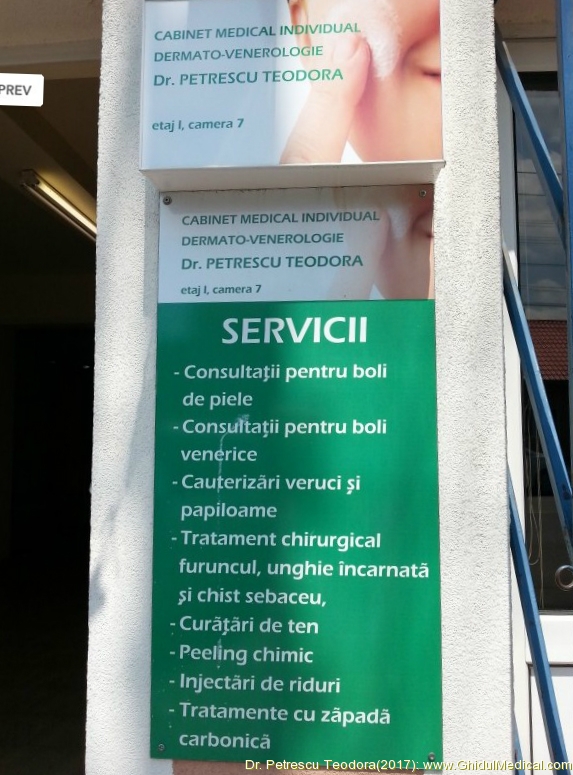 CABINET MEDICAL INDIVIDUAL
DERMATO-VENEROLOGIE
Dr. PETRESCU TEODORA
PREV
etaj I, camera 7
CABINET MEDICAL INDIVIDUAL
DERMATO-VENEROLOGIE
Dr. PETRESCU TEODORA
etaj I, camera 7
SERVICII
- Consultaţii pentru boli
de piele
- Consultaţii pentru boli
venerice
- Cauterizări veruci şi
papiloame
- Tratament chirurgical
furuncul, unghie încarnată
şi chist sebaceu,
- Curăţări de ten
- Peeling chimic
- Injectări de riduri
- Tratamente cu zăpadă
carbonică
Dr. Petrescu Teodora(2017): www.GhidulMedical.com